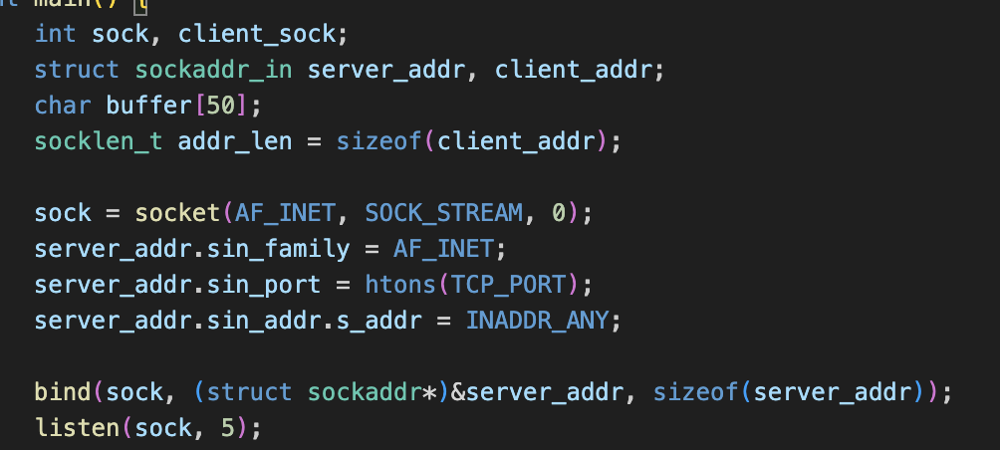 main() {
int sock, client_sock;
struct sockaddr_in server_addr, client_addr;
char buffer[50];
socklen_t addr_len = sizeof(client_addr);
sock = socket(AF_INET, SOCK_STREAM, 0);
server_addr.sin_family = AF_INET;
server_addr.sin_port = htons(TCP_PORT);
server_addr.sin_addr.s_addr = INADDR_ANY;
bind(sock, (struct sockaddr*)&server_addr, sizeof(server_addr));
listen(sock, 5);